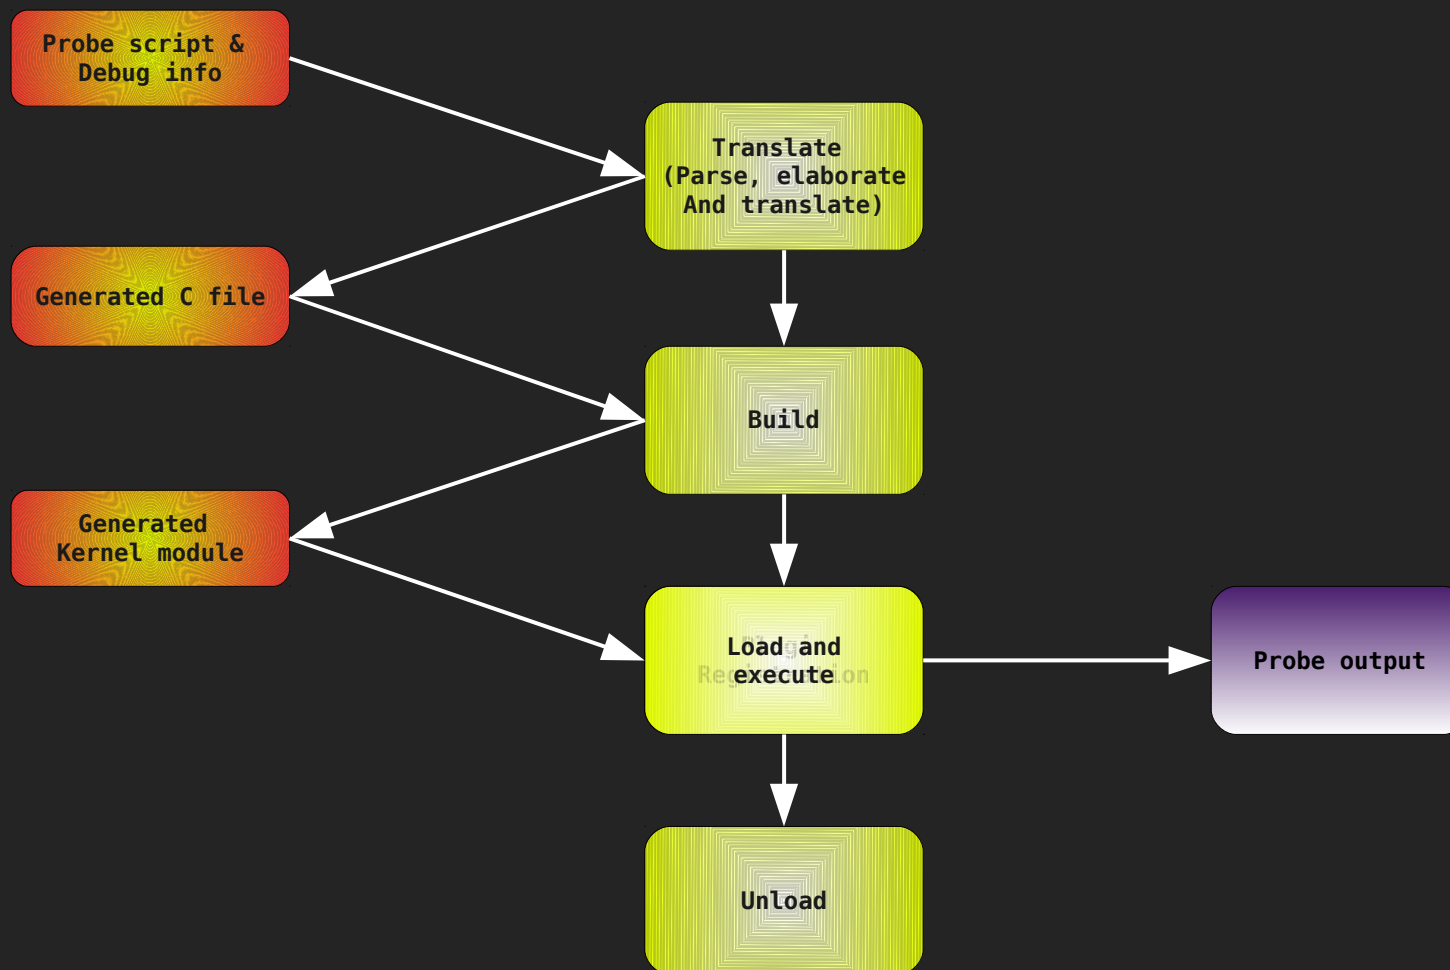 Probe script &
Debug info
Translate
(Parse, elaborate
And translate)
Generated C file
Build
Generated
Kernel module
Load and
execute
Probe output
Unload